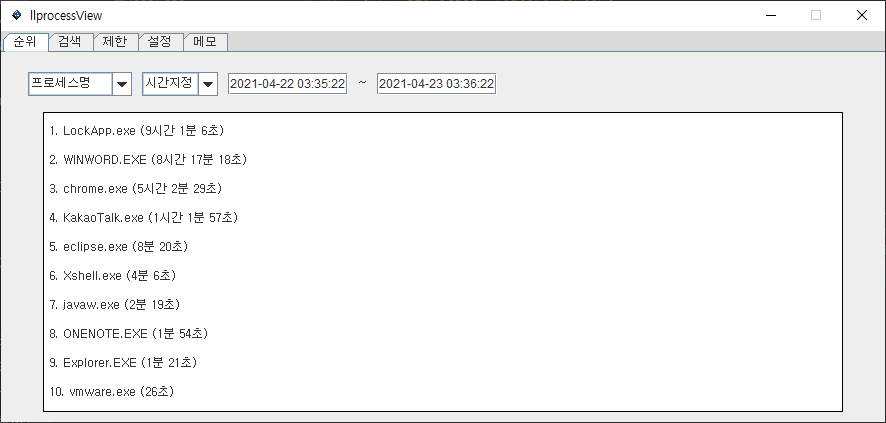 llprocessView
순위 검색 제한 설정 메모
프로세스명 시간지정 2021-04-22 03:35:22 ~ 2021-04-23 03:36:22
1. LockApp.exe (9시간 1분 6초)
2. WINWORD.EXE (8시간 17분 18초)
3. chrome.exe (5시간 2분 29초)
4. KakaoTalk.exe (1시간 1분 57초)
5. eclipse.exe (8분 20초)
6. Xshell.exe (4분 6초)
7. javaw.exe (2분 19초)
8. ONENOTE.EXE (1분 54초)
9. Explorer.EXE (1분 21초)
10. vmware.exe (26초)